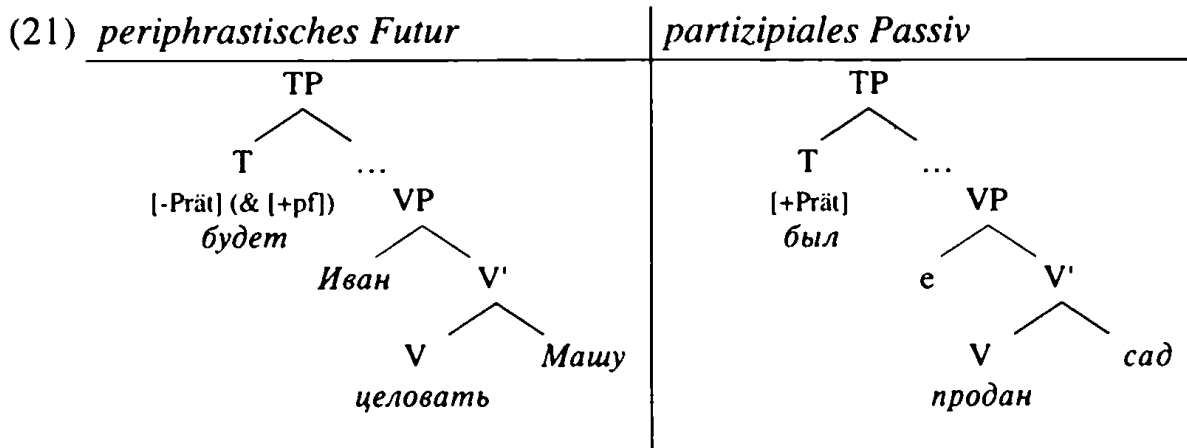 (21) periphrastisches Futur partizipiales Passiv
TP TP
T ... T ...
[-Prät] (& [+pf]) VP [+Prät] VP
будет был
Иван V' e V'
V Машу V сад
целовать продан